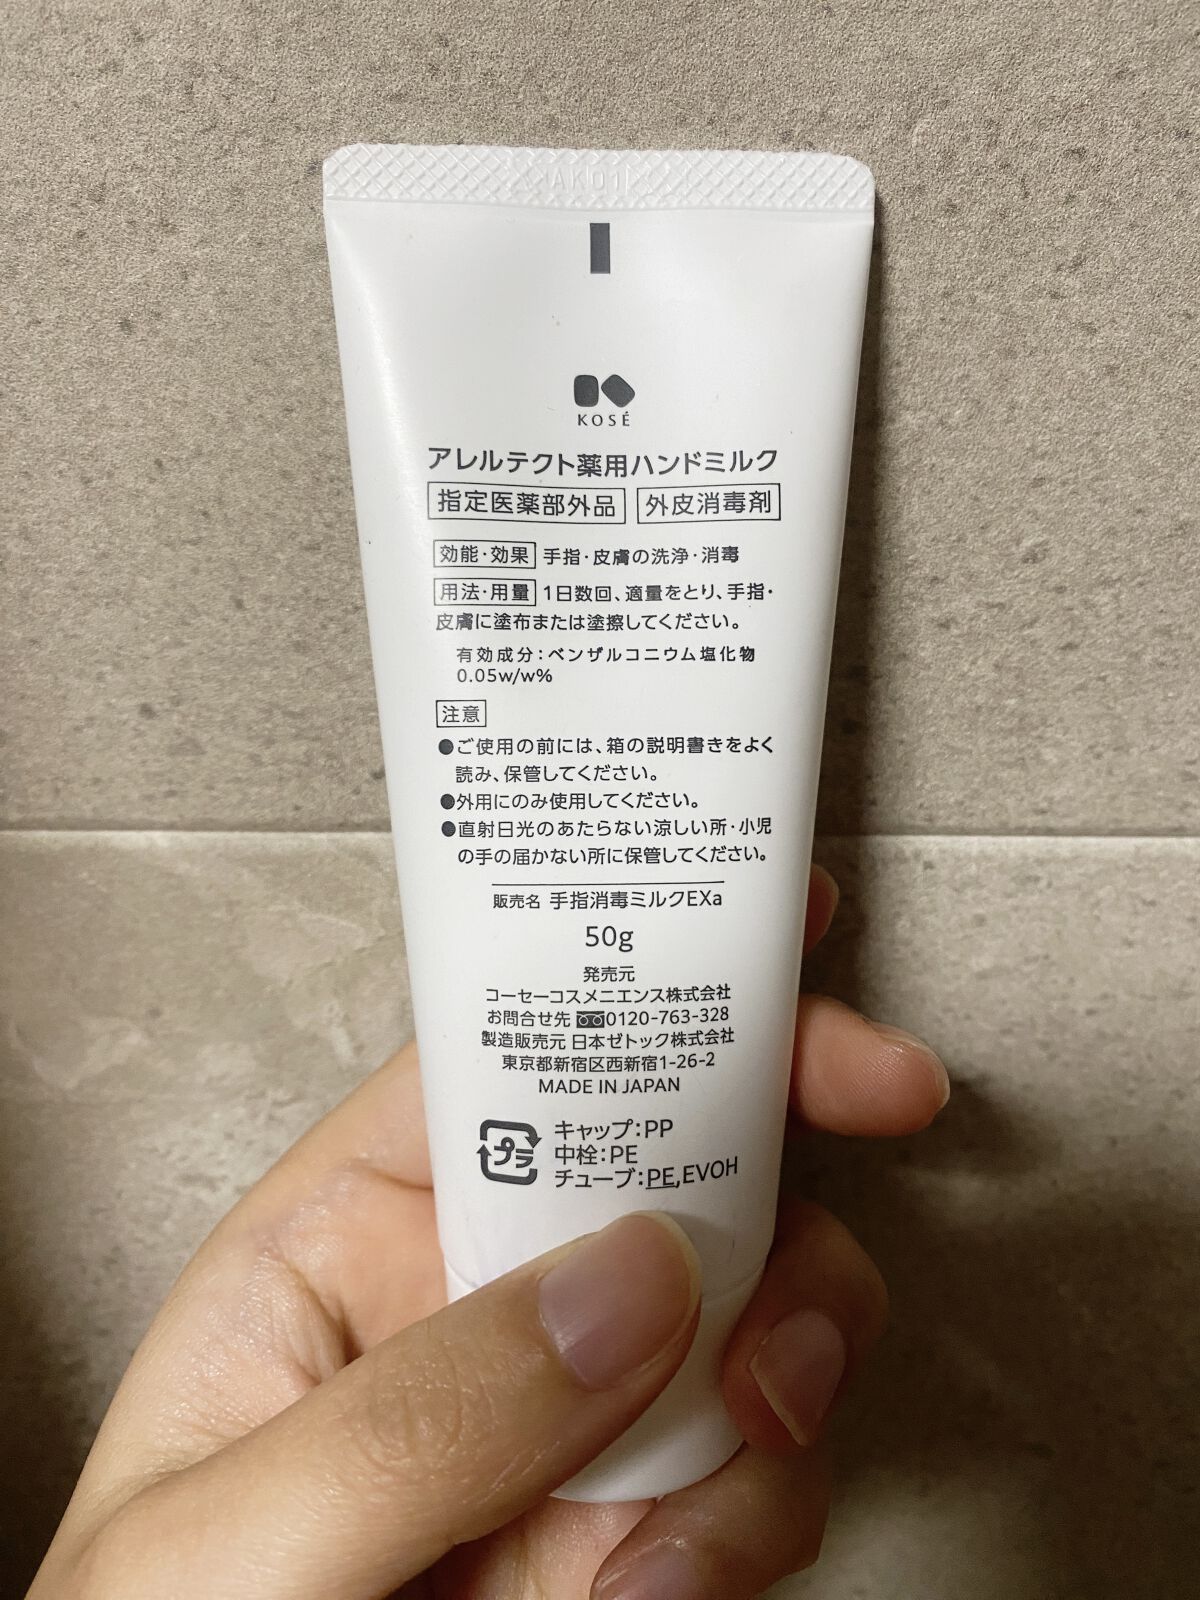 AK01
KOSÉ
アレルテクト薬用ハンドミルク
指定医薬部外品 外皮消毒剤
効能・効果 手指・皮膚の洗浄・消毒
用法・用量 1日数回、適量をとり、手指・
皮膚に塗布または塗擦してください。
有効成分：ベンザルコニウム塩化物
0.05w/w%
注意
●ご使用の前には、箱の説明書きをよく
読み、保管してください。
●外用にのみ使用してください。
●直射日光のあたらない涼しい所・小児
の手の届かない所に保管してください。
販売名 手指消毒ミルクEXa
50g
発売元
コーセーコスメニエンス株式会社
お問合せ先 0120-763-328
製造販売元 日本ゼトック株式会社
東京都新宿区西新宿1-26-2
MADE IN JAPAN
プラ
キャップ：PP
中栓：PE
チューブ：PE,EVOH